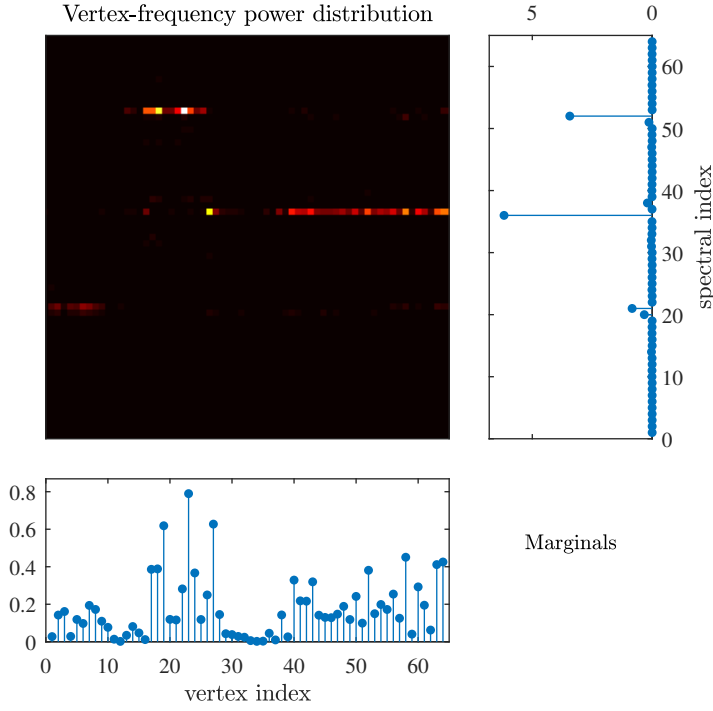 Vertex-frequency power distribution
5 0
60
50
40
30
20
10
0
spectral index
0.8
0.6
0.4
0.2
0
0 10 20 30 40 50 60
vertex index
Marginals